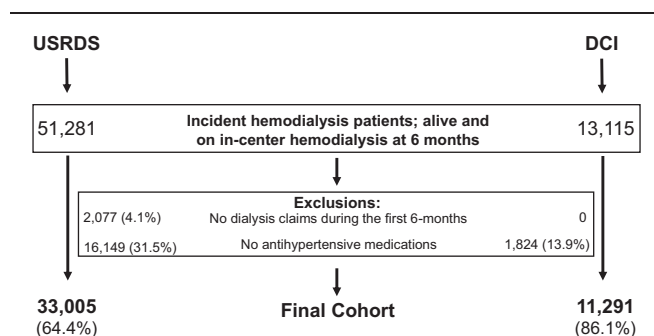 USRDS DCI
51,281 Incident hemodialysis patients; alive and on in-center hemodialysis at 6 months 13,115
Exclusions:
2,077 (4.1%) No dialysis claims during the first 6-months 0
16,149 (31.5%) No antihypertensive medications 1,824 (13.9%)
33,005 Final Cohort 11,291
(64.4%) (86.1%)